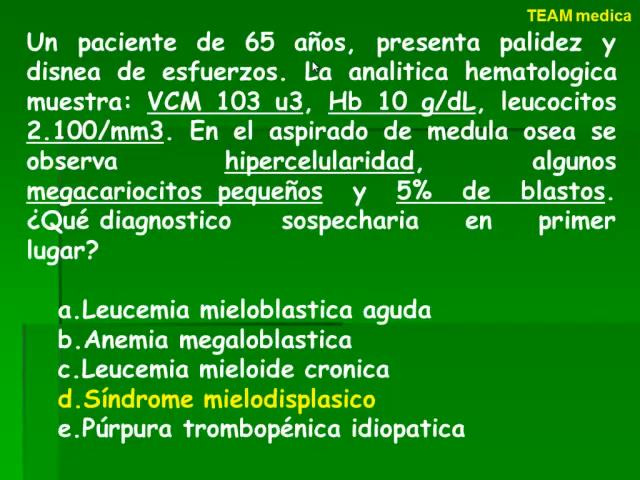 TEAM medica
Un paciente de 65 años, presenta palidez y
disnea de esfuerzos. La analitica hematologica
muestra: VCM 103 u3, Hb 10 g/dL, leucocitos
2.100/mm3. En el aspirado de medula osea se
observa hipercelularidad, algunos
megacariocitos pequeños y 5% de blastos.
¿Qué diagnostico sospecharia en primer
lugar?
a.Leucemia mieloblastica aguda
b.Anemia megaloblastica
c.Leucemia mieloide cronica
d.Síndrome mielodisplasico
e.Púrpura trombopénica idiopatica